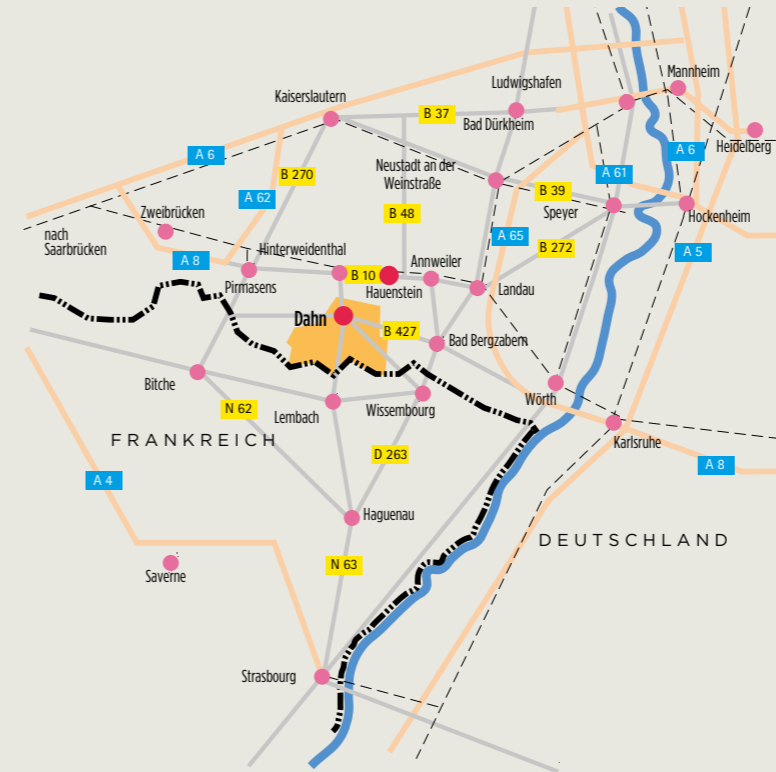 Mannheim
Ludwigshafen
Kaiserslautern
B 37
Bad Dürkheim
Heidelberg
A 6
A 6
Neustadt an der
Weinstraße
B 270
A 61
A 62
B 39
Zweibrücken
B 48
Speyer
Hockenheim
nach
Saarbrücken
A 65
B 272
A 5
Hinterweidenthal
A 8
Annweiler
B 10
Pirmasens
Hauenstein
Landau
Dahn
B 427
Bad Bergzabern
Bitche
Wörth
N 62
Lembach
Wissembourg
FRANKREICH
Karlsruhe
D 263
A 8
A 4
Haguenau
DEUTSCHLAND
N 63
Saverne
Strasbourg